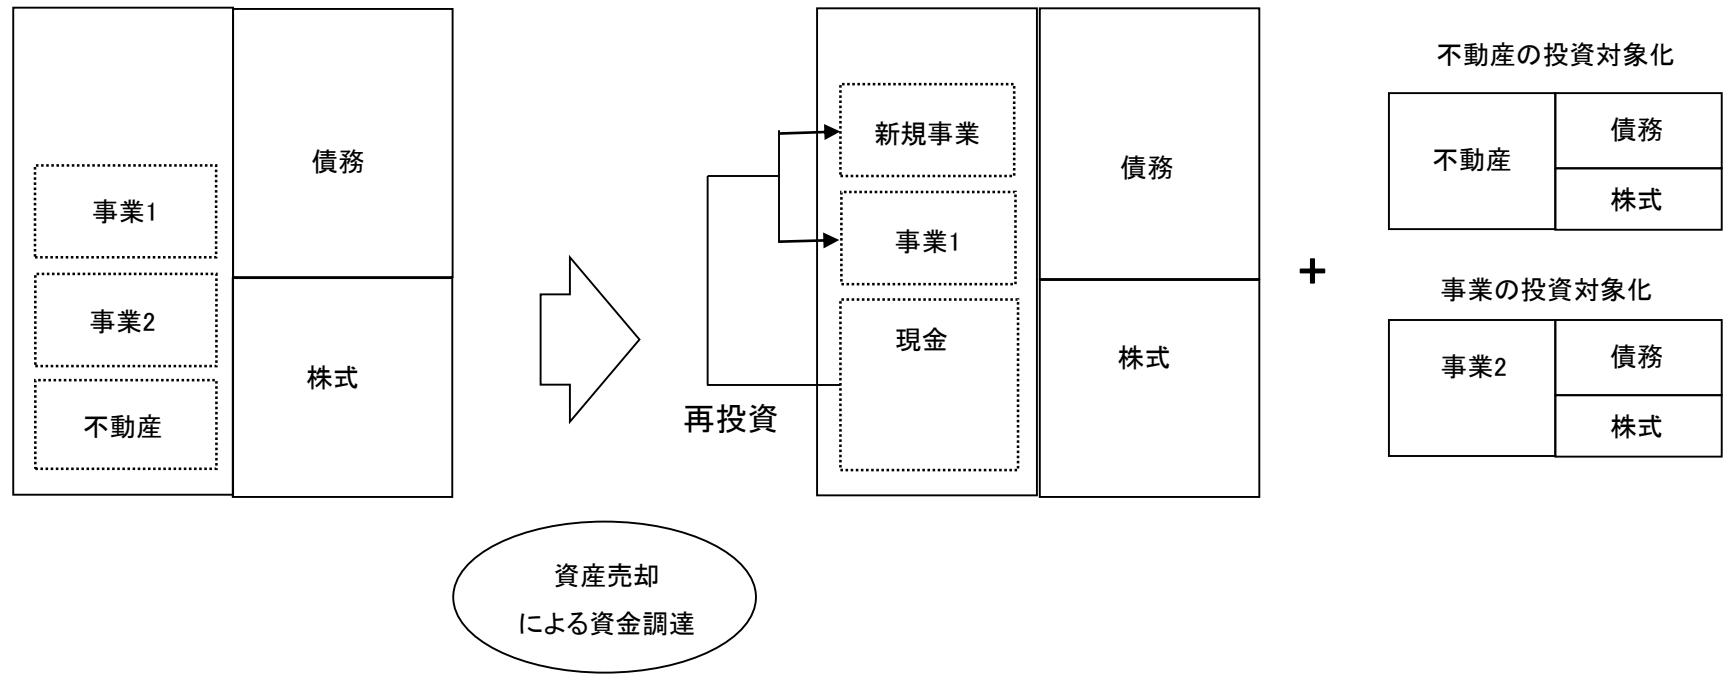 事業1
事業2
不動産
債務
株式
新規事業
事業1
現金
再投資
債務
株式
+
不動産の投資対象化
不動産
債務
株式
事業の投資対象化
事業2
債務
株式
資産売却
による資金調達